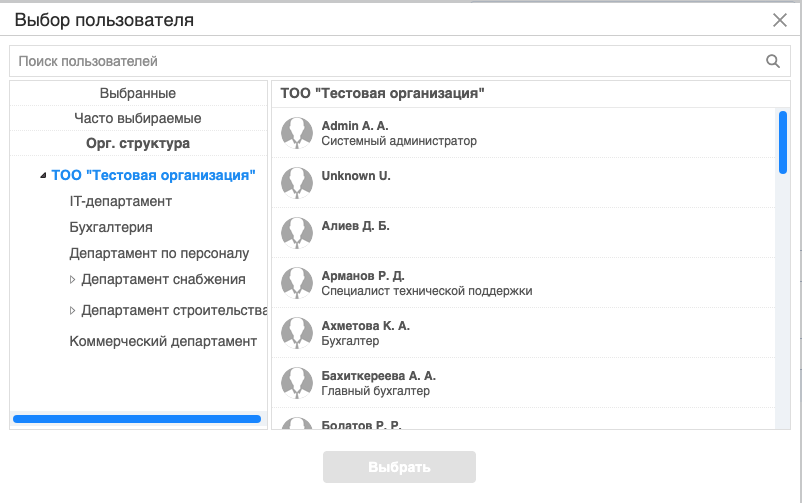 Выбор пользователя
Поиск пользователей
Выбранные
Часто выбираемые
Орг. структура
ТОО "Тестовая организация"
IT-департамент
Бухгалтерия
Департамент по персоналу
Департамент снабжения
Департамент строительства
Коммерческий департамент
ТОО "Тестовая организация"
Admin A. A.
Системный администратор
Unknown U.
Алиев Д. Б.
Арманов Р. Д.
Специалист технической поддержки
Ахметова К. А.
Бухгалтер
Бахиткереева А. А.
Главный бухгалтер
Болатов Р. Р.
Выбрать